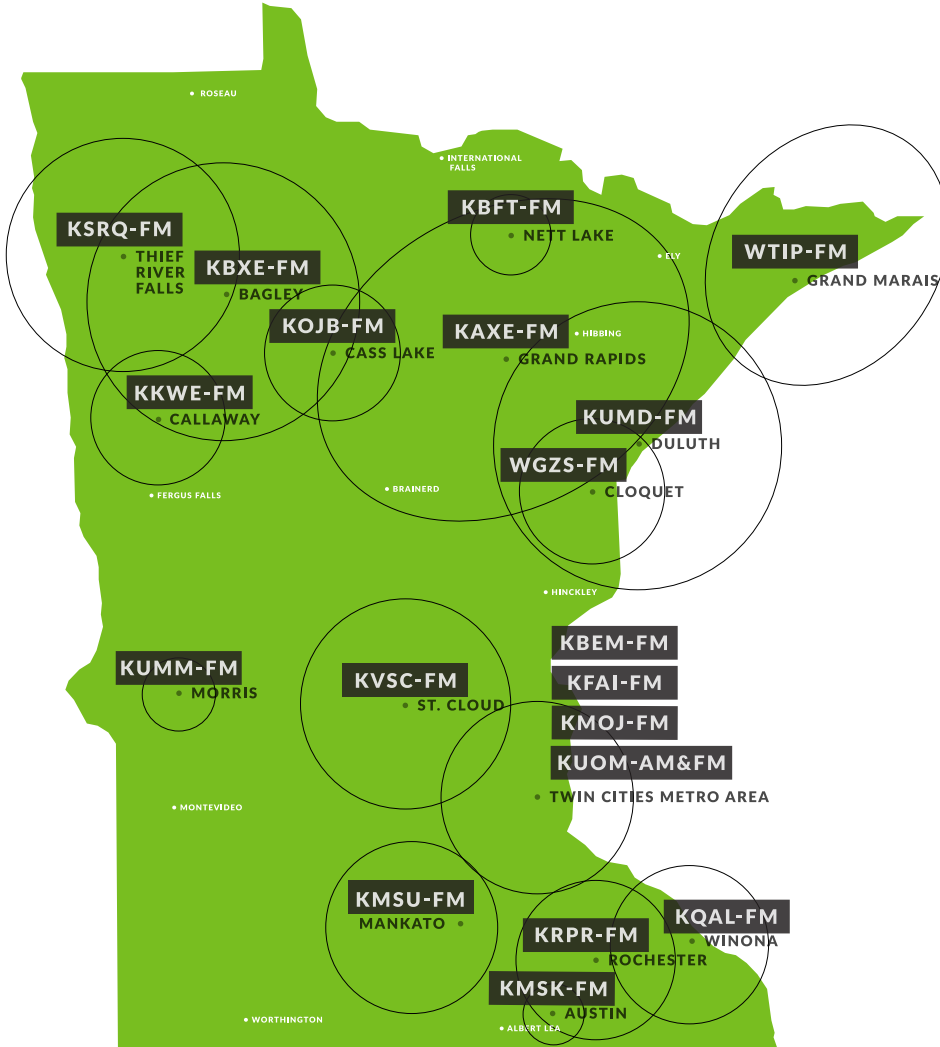 ROSEAU
INTERNATIONAL
FALLS
KBFT-FM
NETT LAKE
KSRQ-FM
THIEF
RIVER
FALLS
KBXE-FM
BAGLEY
ELY
WTIP-FM
GRAND MARAIS
KOJB-FM
CASS LAKE
KAXE-FM
GRAND RAPIDS
HIBBING
KKWE-FM
CALLAWAY
KUMD-FM
DULUTH
WGZS-FM
CLOQUET
FERGUS FALLS
BRAINERD
HINCKLEY
KBEM-FM
KFAI-FM
KMOJ-FM
KUOM-AM&FM
TWIN CITIES METRO AREA
KUMM-FM
MORRIS
KVSC-FM
ST. CLOUD
MONTEVIDEO
KMSU-FM
MANKATO
KRPR-FM
ROCHESTER
KQAL-FM
WINONA
KMSK-FM
AUSTIN
WORTHINGTON
ALBERT LEA